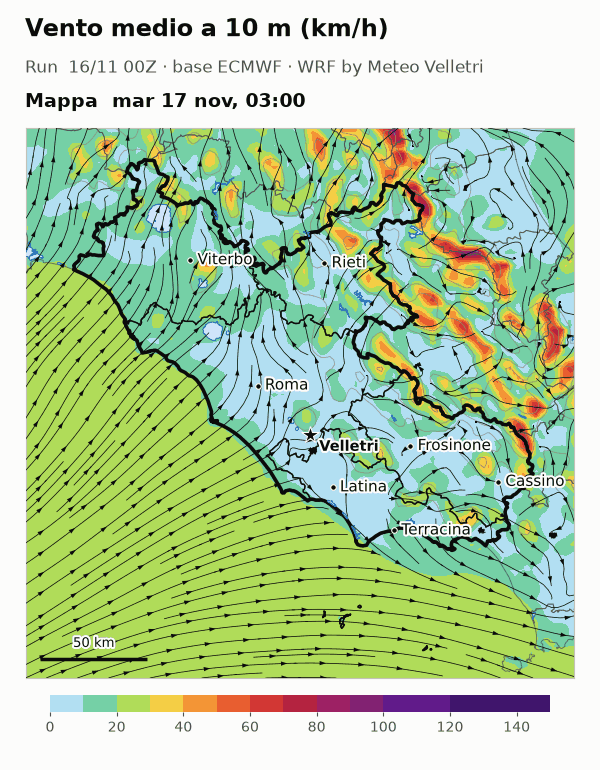 Vento medio a 10 m (km/h)
Run  16/11 00Z · base ECMWF · WRF by Meteo Velletri
Mappa  mar 17 nov, 03:00
Viterbo
Rieti
Roma
Velletri
Frosinone
Latina
Cassino
Terracina
50 km
0 20 40 60 80 100 120 140